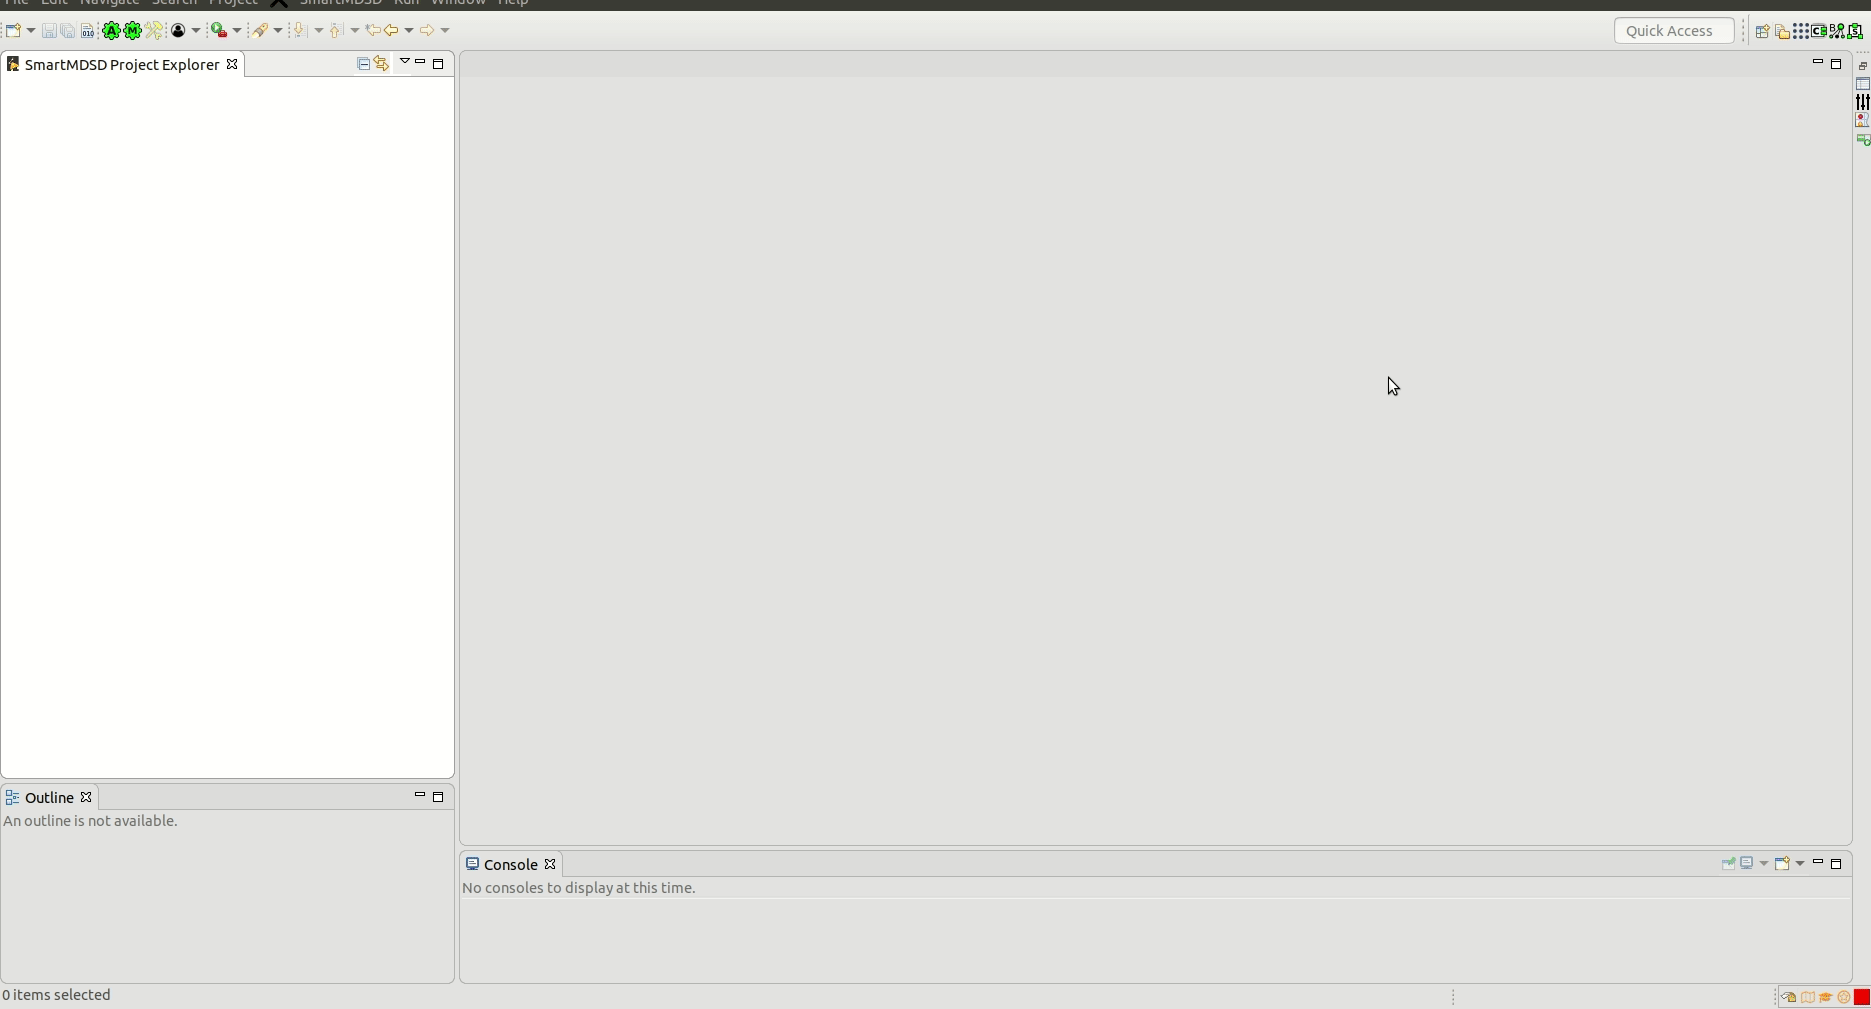 File Edit Navigate Search Project SmartMDSD Run Window Help
Quick Access
SmartMDSD Project Explorer
Outline
An outline is not available.
Console
No consoles to display at this time.
0 items selected